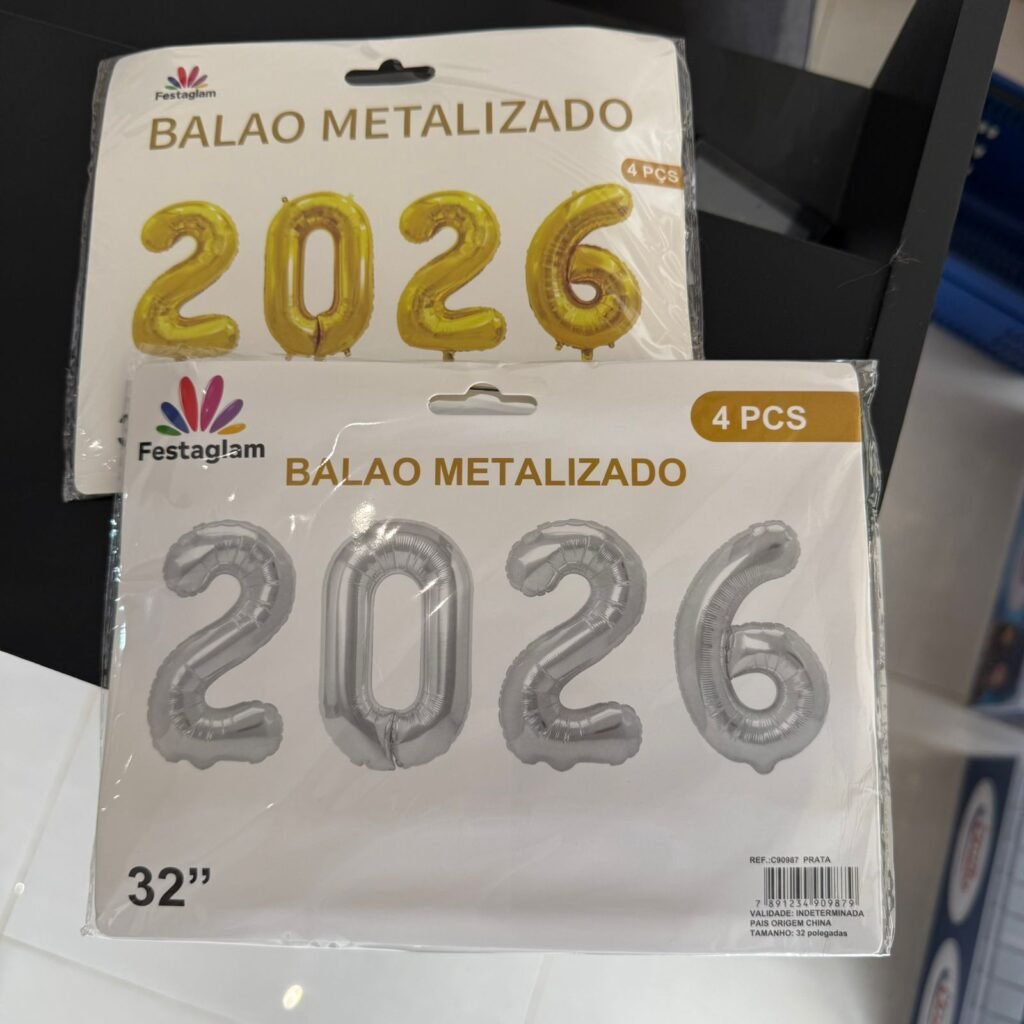 Festaglam
BALAO METALIZADO
4 PÇS
2026
Festaglam
4 PCS
BALAO METALIZADO
2026
32”
REF.:C90987 PRATA
7 891234 909879
VALIDADE: INDETERMINADA
PAIS ORIGEM CHINA
TAMANHO: 32 polegadas